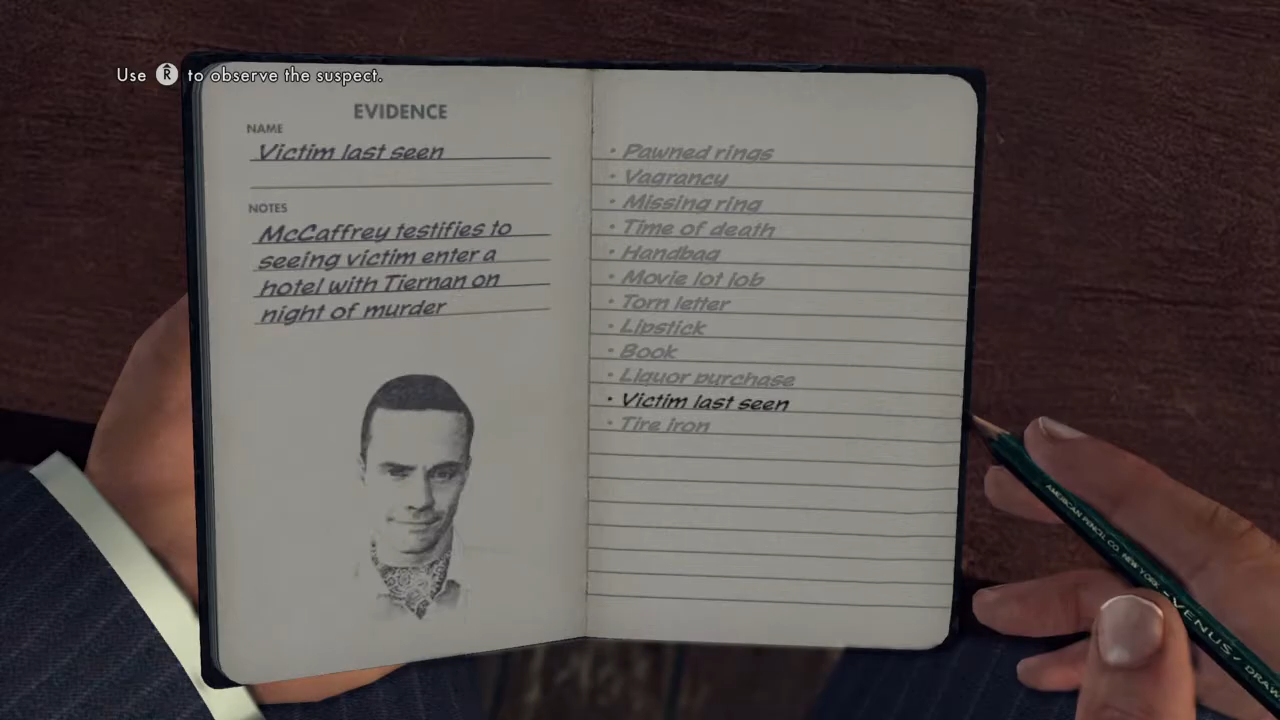 Use R to observe the suspect.
EVIDENCE
NAME
Victim last seen
NOTES
McCaffrey testifies to
seeing victim enter a
hotel with Tiernan on
night of murder
• Pawned rings
• Vagrancy
• Missing ring
• Time of death
• Handbag
• Movie lot job
• Torn letter
• Lipstick
• Book
• Liquor purchase
• Victim last seen
• Tire iron
AMERICAN PENCIL CO. NEW YORK
VENUS
DRAW